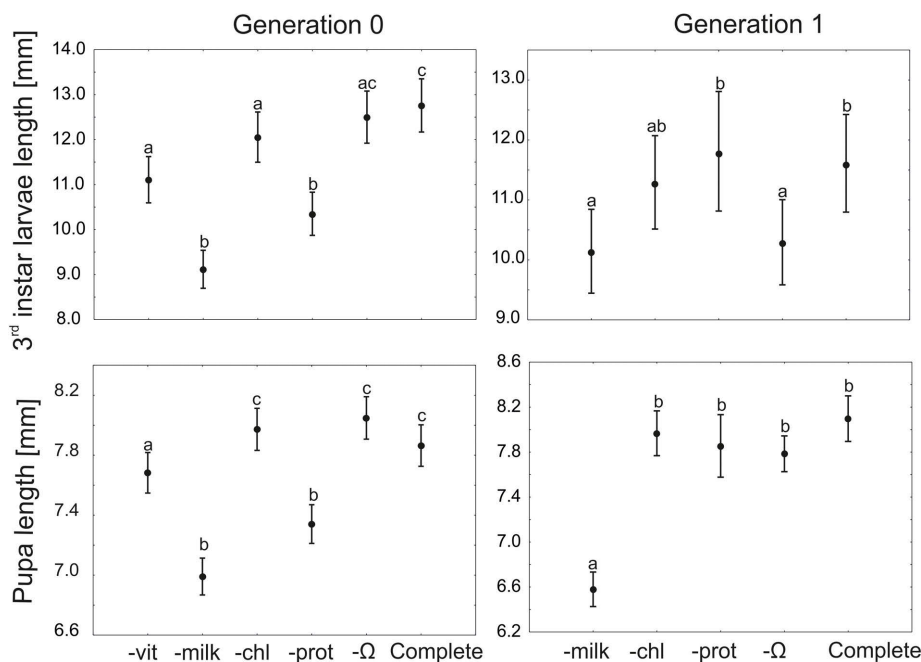 Generation 0
Generation 1
3rd instar larvae length [mm]
14.0
13.0
12.0
11.0
10.0
9.0
8.0
a
b
a
b
ac
c
13.0
12.0
11.0
10.0
9.0
a
ab
b
a
b
Pupa length [mm]
8.2
7.8
7.4
7.0
6.6
a
b
c
b
c
c
-vit -milk -chl -prot -Ω Complete
8.6
8.2
7.8
7.4
7.0
6.6
6.2
a
b
b
b
b
-milk -chl -prot -Ω Complete